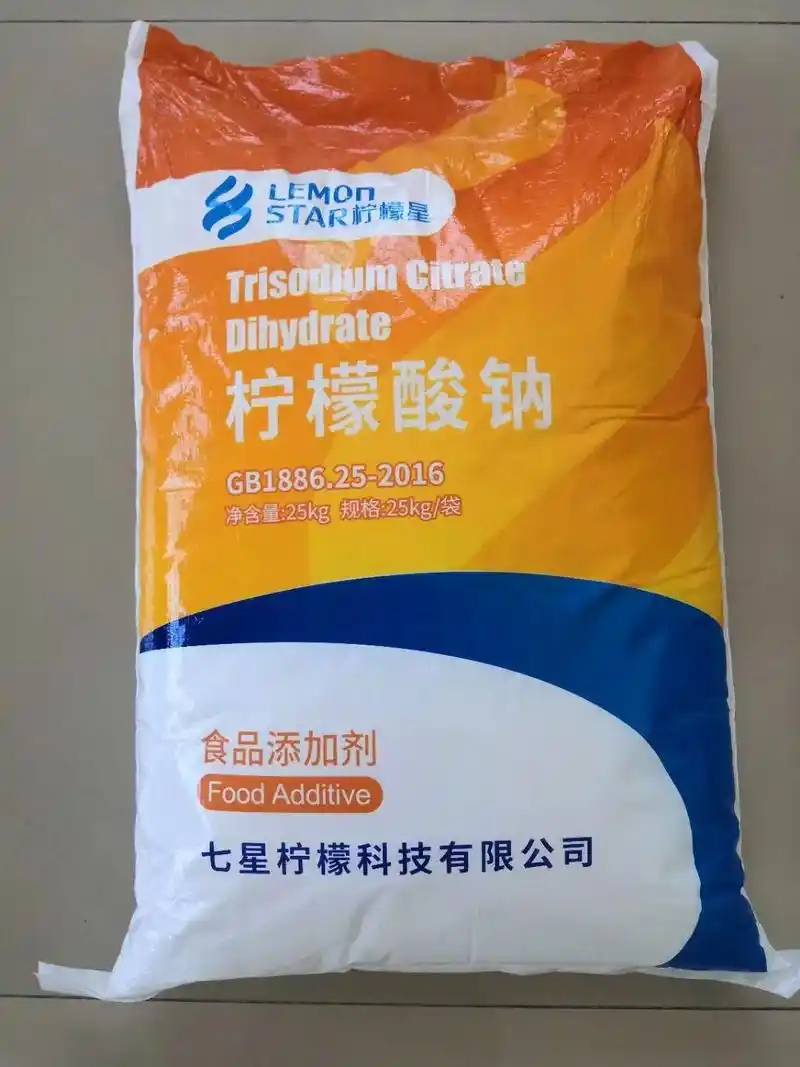 LEMON
STAR柠檬星
Trisodium Citrate
Dihydrate
柠檬酸钠
GB1886.25-2016
净含量:25kg 规格:25kg/袋
食品添加剂
Food Additive
七星柠檬科技有限公司